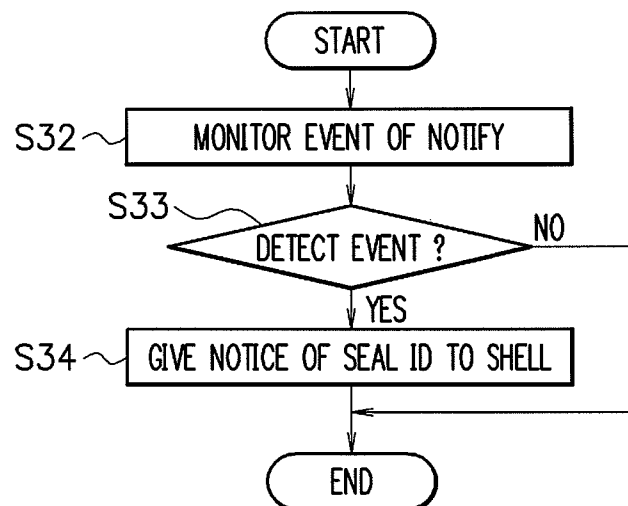 START
S32
MONITOR EVENT OF NOTIFY
S33
DETECT EVENT ?
NO
YES
S34
GIVE NOTICE OF SEAL ID TO SHELL
END